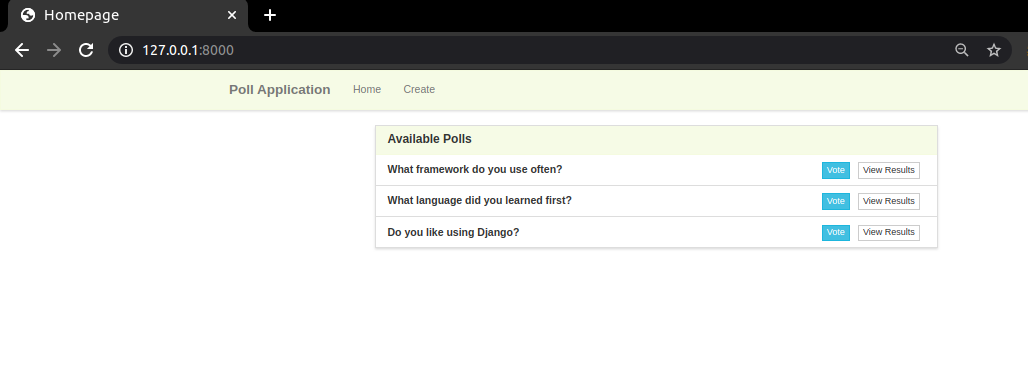 Homepage
127.0.0.1:8000
Poll Application Home Create
Available Polls
What framework do you use often? Vote View Results
What language did you learned first? Vote View Results
Do you like using Django? Vote View Results